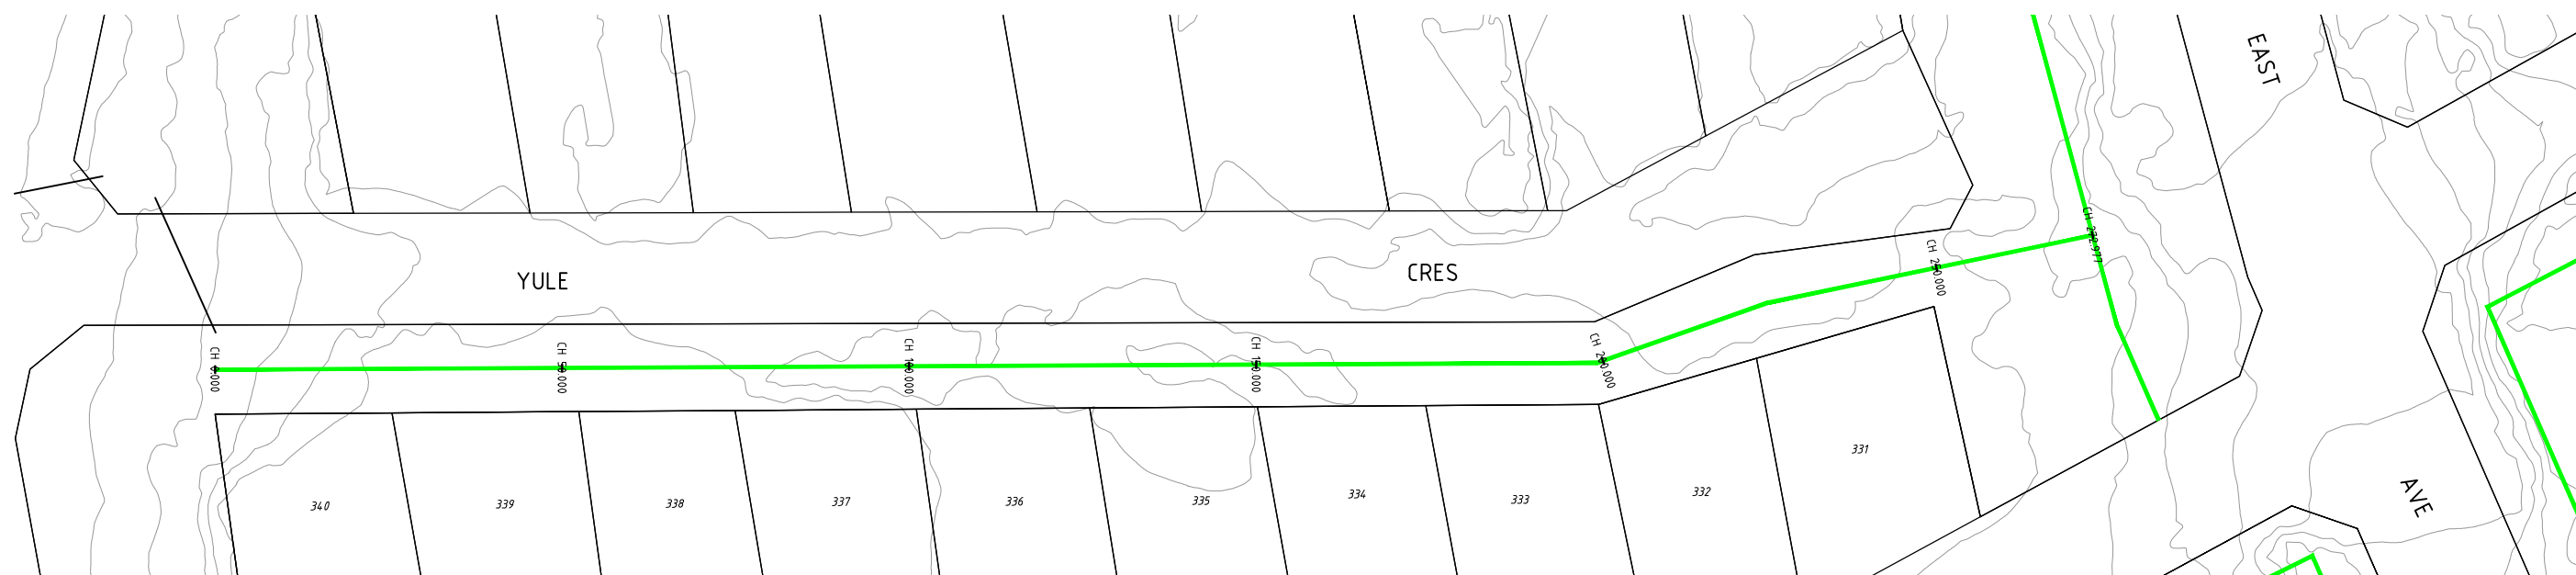 EAST
YULE
CRES
CH 0.000
CH 50.000
CH 100.000
CH 150.000
CH 200.000
CH 250.000
CH 272.977
340
339
338
337
336
335
334
333
332
331
AVE